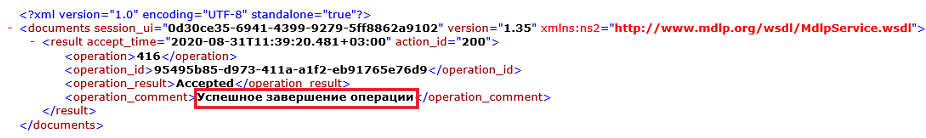 <?xml version="1.0" encoding="UTF-8" standalone="true"?>
- <documents session_ui="0d30ce35-6941-4399-9279-5ff8862a9102" version="1.35" xmlns:ns2="http://www.mdlp.org/wsdl/MdlpService.wsdl">
- <result accept_time="2020-08-31T11:39:20.481+03:00" action_id="200">
<operation>416</operation>
<operation_id>95495b85-d973-411a-a1f2-eb91765e76d9</operation_id>
<operation_result>Accepted</operation_result>
<operation_comment>Успешное завершение операции</operation_comment>
</result>
</documents>